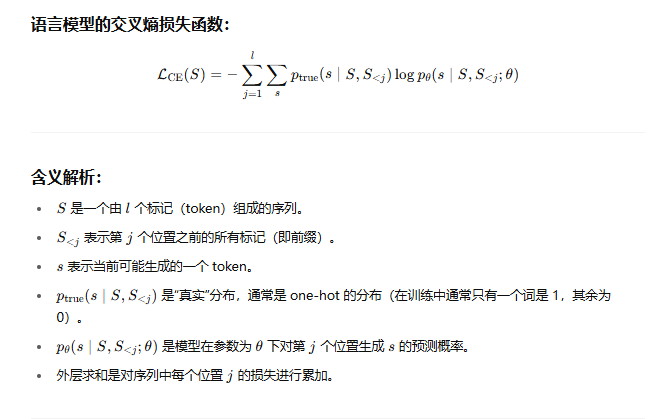 语言模型的交叉熵损失函数：
$$\mathcal{L}_{\mathrm{CE}}(S) = -\sum_{j=1}^{l}\sum_{s} p_{\mathrm{true}}(s \mid S, S_{<j}) \log p_{\theta}(s \mid S, S_{<j}; \theta)$$
含义解析：
• $S$ 是一个由 $l$ 个标记（token）组成的序列。
• $S_{<j}$ 表示第 $j$ 个位置之前的所有标记（即前缀）。
• $s$ 表示当前可能生成的一个 token。
• $p_{\mathrm{true}}(s \mid S, S_{<j})$ 是“真实”分布，通常是 one-hot 的分布（在训练中通常只有一个词是 1，其余为
0）。
• $p_{\theta}(s \mid S, S_{<j}; \theta)$ 是模型在参数为 $\theta$ 下对第 $j$ 个位置生成 $s$ 的预测概率。
• 外层求和是对序列中每个位置 $j$ 的损失进行累加。